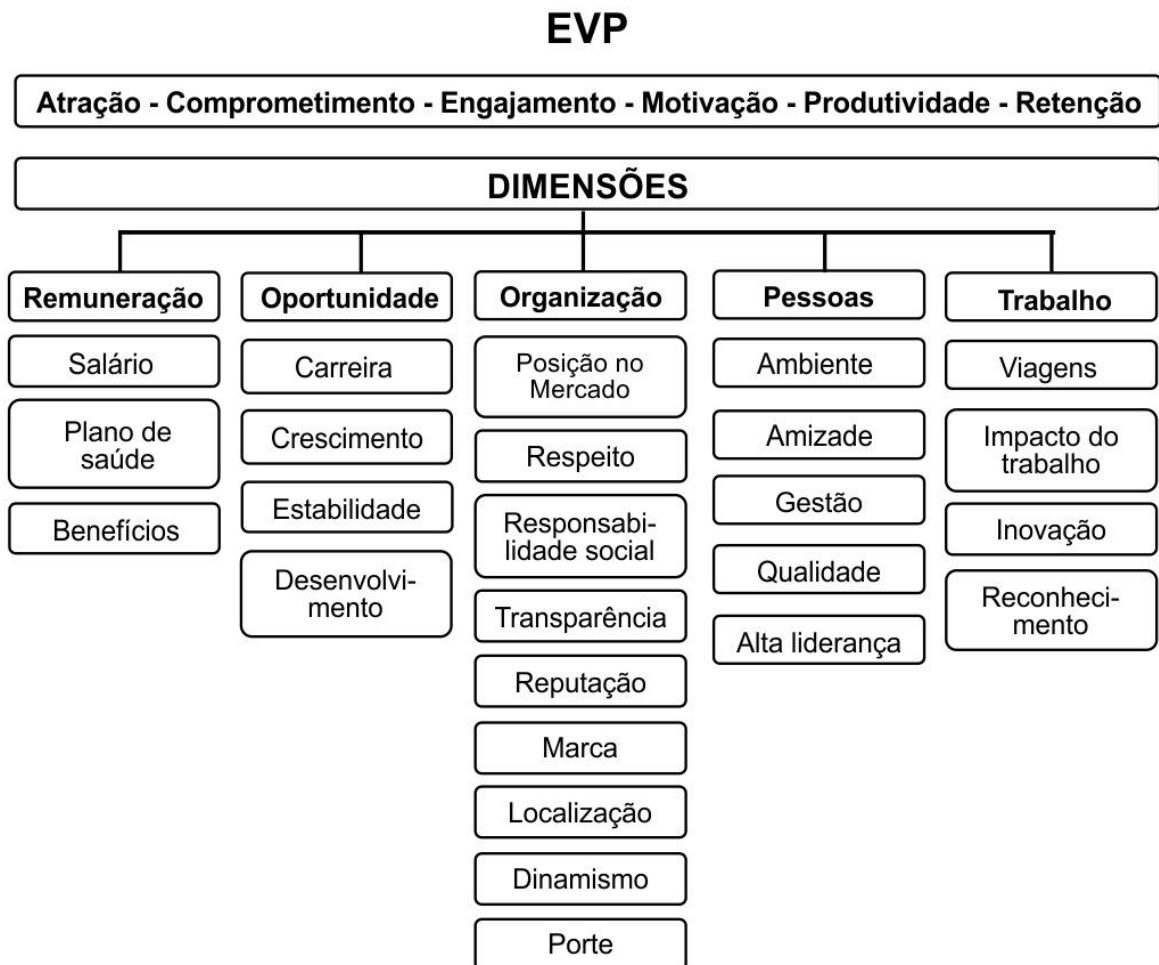 EVP
Atração - Comprometimento - Engajamento - Motivação - Produtividade - Retenção
DIMENSÕES
Remuneração
Salário
Plano de
saúde
Benefícios
Oportunidade
Carreira
Crescimento
Estabilidade
Desenvolvi-
mento
Organização
Posição no
Mercado
Respeito
Responsabi-
ilidade social
Transparência
Reputação
Marca
Localização
Dinamismo
Porte
Pessoas
Ambiente
Amizade
Gestão
Qualidade
Alta liderança
Trabalho
Viagens
Impacto do
trabalho
Inovação
Reconheci-
mento